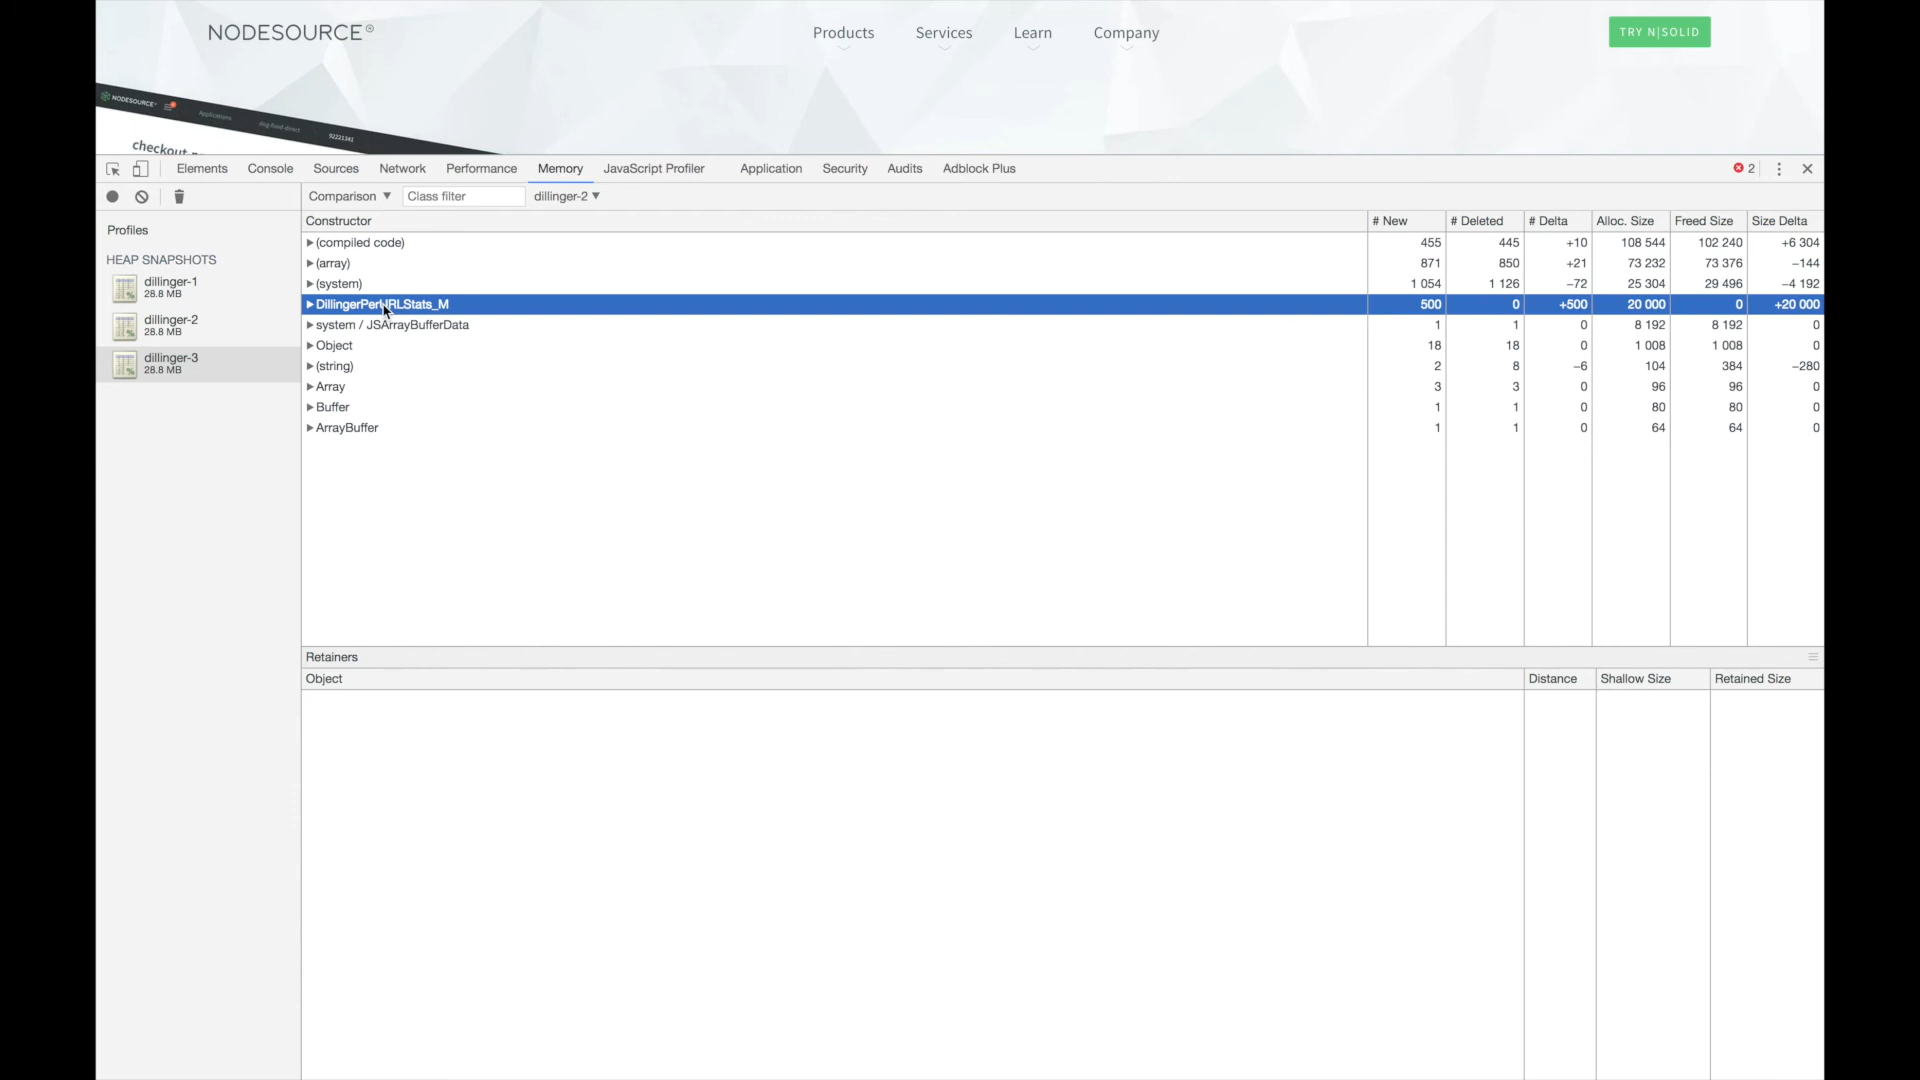 NODESOURCE®
Products Services Learn Company
TRY N|SOLID
NODESOURCE
Applications
dog-food-direct
92221341
Elements Console Sources Network Performance Memory JavaScript Profiler Application Security Audits Adblock Plus 2
Comparison ▼ Class filter dillinger-2 ▼
Profiles
HEAP SNAPSHOTS
dillinger-1
28.8 MB
dillinger-2
28.8 MB
dillinger-3
28.8 MB
Constructor # New # Deleted # Delta Alloc. Size Freed Size Size Delta
(compiled code) 455 445 +10 108 544 102 240 +6 304
(array) 871 850 +21 73 232 73 376 −144
(system) 1 054 1 126 −72 25 304 29 496 −4 192
DillingerPerURLStats_M 500 0 +500 20 000 0 +20 000
system / JSArrayBufferData 1 1 0 8 192 8 192 0
Object 18 18 0 1 008 1 008 0
(string) 2 8 −6 104 384 −280
Array 3 3 0 96 96 0
Buffer 1 1 0 80 80 0
ArrayBuffer 1 1 0 64 64 0
Retainers
Object Distance Shallow Size Retained Size